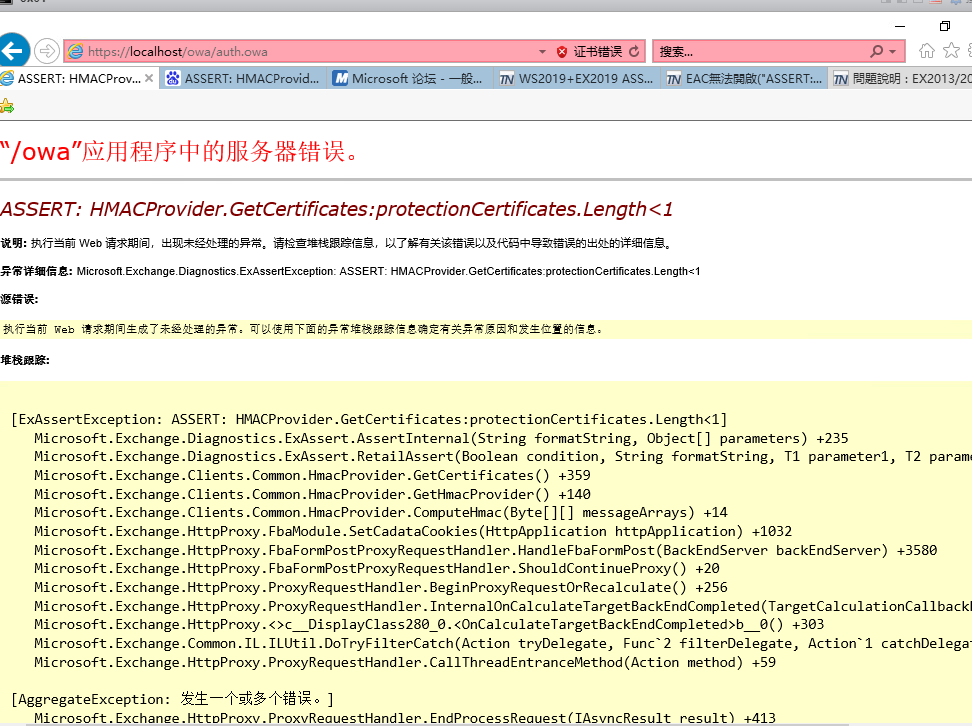 https://localhost/owa/auth.owa
证书错误
搜索...
ASSERT: HMACProv...
ASSERT: HMACProvid...
Microsoft 论坛 - 一般...
WS2019+EX2019 ASS...
EAC無法開啟("ASSERT:...
問題說明：EX2013/20
“/owa”应用程序中的服务器错误。
ASSERT: HMACProvider.GetCertificates:protectionCertificates.Length<1
说明: 执行当前 Web 请求期间，出现未经处理的异常。请检查堆栈跟踪信息，以了解有关该错误以及代码中导致错误的出处的详细信息。
异常详细信息: Microsoft.Exchange.Diagnostics.ExAssertException: ASSERT: HMACProvider.GetCertificates:protectionCertificates.Length<1
源错误:
执行当前 Web 请求期间生成了未经处理的异常。可以使用下面的异常堆栈跟踪信息确定有关异常原因和发生位置的信息。
堆栈跟踪:
[ExAssertException: ASSERT: HMACProvider.GetCertificates:protectionCertificates.Length<1]
Microsoft.Exchange.Diagnostics.ExAssert.AssertInternal(String formatString, Object[] parameters) +235
Microsoft.Exchange.Diagnostics.ExAssert.RetailAssert(Boolean condition, String formatString, T1 parameter1, T2 parame
Microsoft.Exchange.Clients.Common.HmacProvider.GetCertificates() +359
Microsoft.Exchange.Clients.Common.HmacProvider.GetHmacProvider() +140
Microsoft.Exchange.Clients.Common.HmacProvider.ComputeHmac(Byte[][] messageArrays) +14
Microsoft.Exchange.HttpProxy.FbaModule.SetCadataCookies(HttpApplication httpApplication) +1032
Microsoft.Exchange.HttpProxy.FbaFormPostProxyRequestHandler.HandleFbaFormPost(BackEndServer backEndServer) +3580
Microsoft.Exchange.HttpProxy.FbaFormPostProxyRequestHandler.ShouldContinueProxy() +20
Microsoft.Exchange.HttpProxy.ProxyRequestHandler.BeginProxyRequestOrRecalculate() +256
Microsoft.Exchange.HttpProxy.ProxyRequestHandler.InternalOnCalculateTargetBackEndCompleted(TargetCalculationCallback
Microsoft.Exchange.HttpProxy.<>c__DisplayClass280_0.<OnCalculateTargetBackEndCompleted>b__0() +303
Microsoft.Exchange.Common.IL.ILUtil.DoTryFilterCatch(Action tryDelegate, Func`2 filterDelegate, Action`1 catchDelega
Microsoft.Exchange.HttpProxy.ProxyRequestHandler.CallThreadEntranceMethod(Action method) +59
[AggregateException: 发生一个或多个错误。]
Microsoft.Exchange.HttpProxy.ProxyRequestHandler.EndProcessRequest(IAsyncResult result) +413